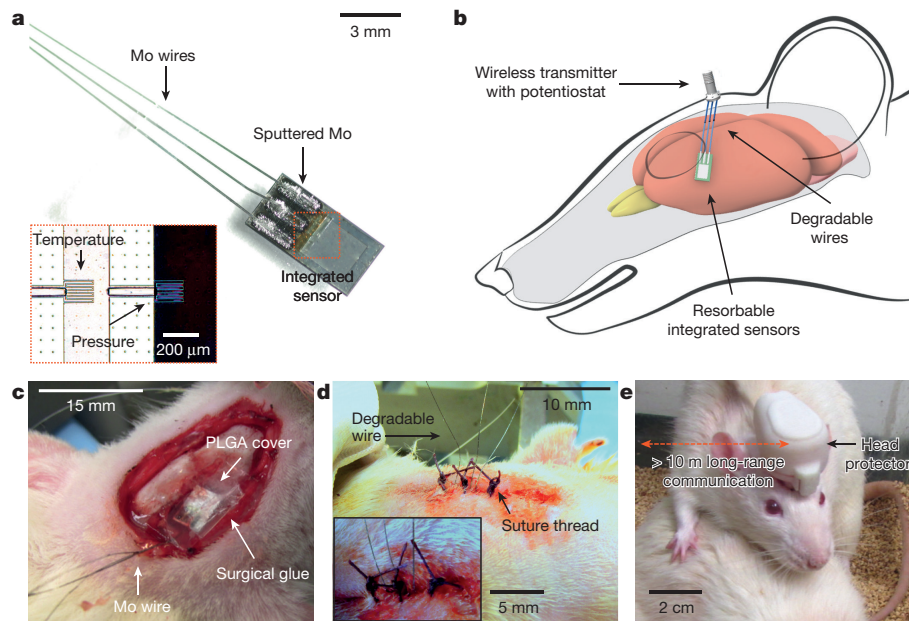 a
3 mm
Mo wires
Sputtered Mo
Temperature
Integrated
sensor
Pressure
200 μm
b
Wireless transmitter
with potentiostat
Degradable
wires
Resorbable
integrated sensors
c
15 mm
PLGA cover
Surgical glue
Mo wire
d
10 mm
Degradable
wire
Suture thread
5 mm
e
⩾ 10 m long-range
communication
Head
protector
2 cm